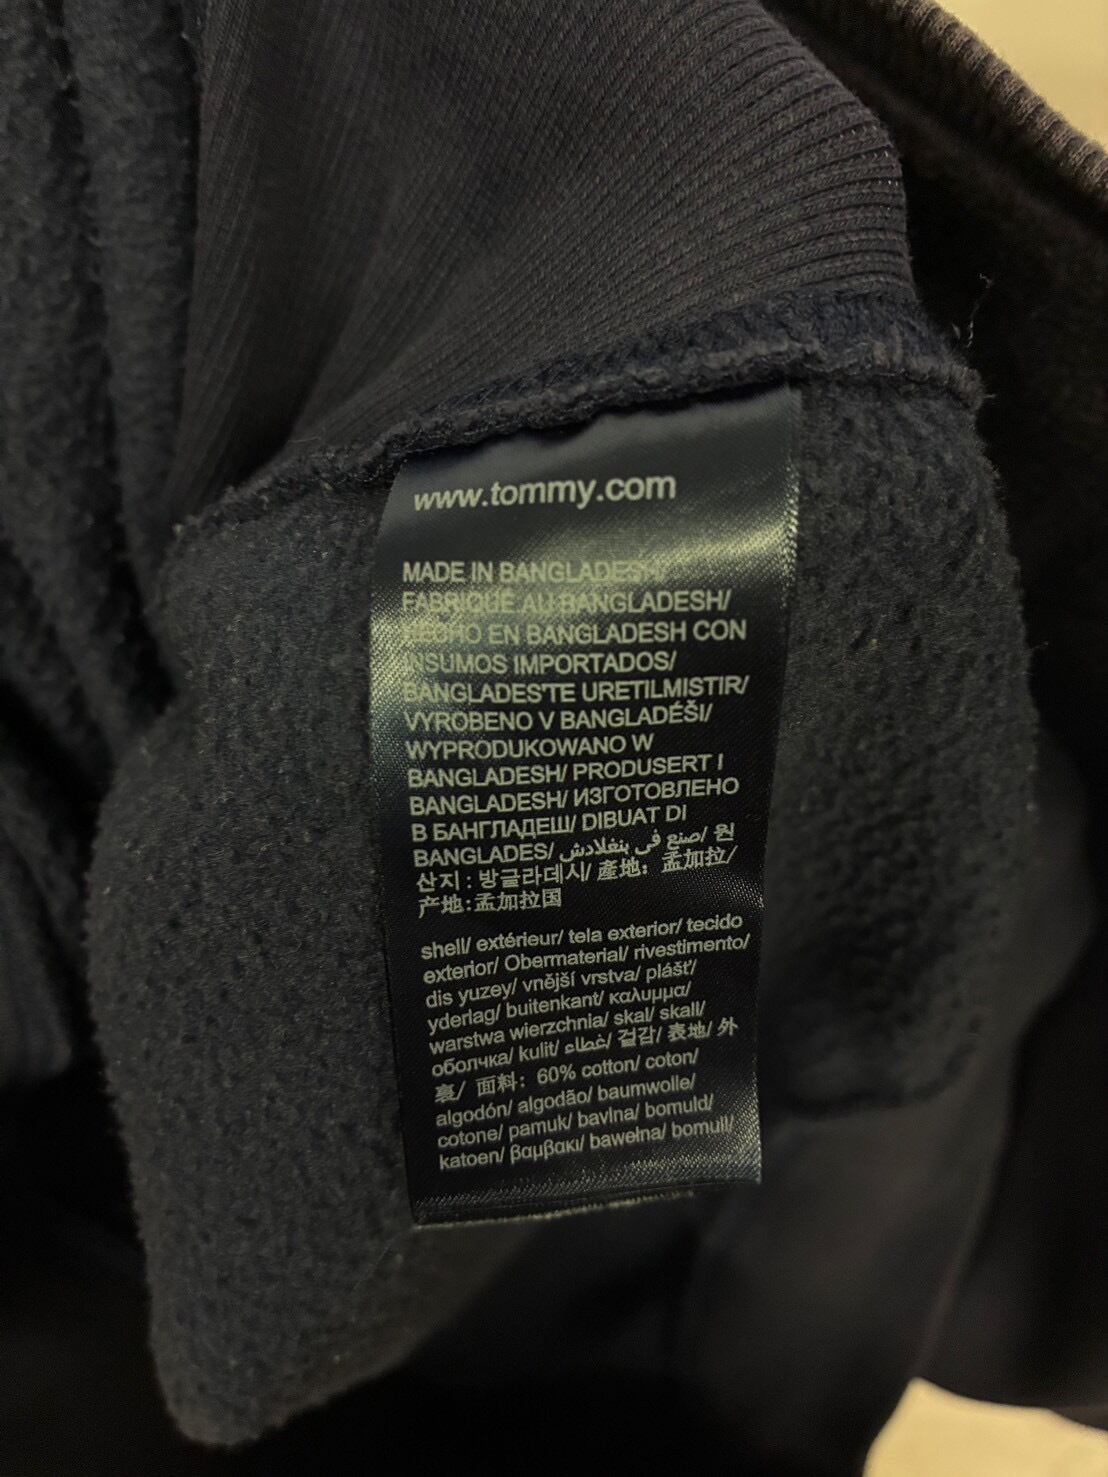 www.tommy.com
MADE IN BANGLADESH/
FABRIQUÉ AU BANGLADESH/
HECHO EN BANGLADESH CON
INSUMOS IMPORTADOS/
BANGLADES'TE URETILMISTIR/
VYROBENO V BANGLADÉŠI/
WYPRODUKOWANO W
BANGLADESH/ PRODUSERT I
BANGLADESH/ ИЗГОТОВЛЕНО
В БАНГЛАДЕШ/ DIBUAT DI
BANGLADES/ صنع في بنغلادش/ 원
산지 : 방글라데시/ 產地： 孟加拉/
产地:孟加拉国
shell/ extérieur/ tela exterior/ tecido
exterior/ Obermaterial/ rivestimento/
dis yuzey/ vnější vrstva/ plášť/
yderlag/ buitenkant/ καλυμμα/
warstwa wierzchnia/ skal/ skall/
оболчка/ kulit/ غطاء/ 겉감/ 表地/ 外
裏/ 面料： 60% cotton/ coton/
algodón/ algodão/ baumwolle/
cotone/ pamuk/ bavlna/ bomuld/
katoen/ βαμβακι/ bawełna/ bomull/